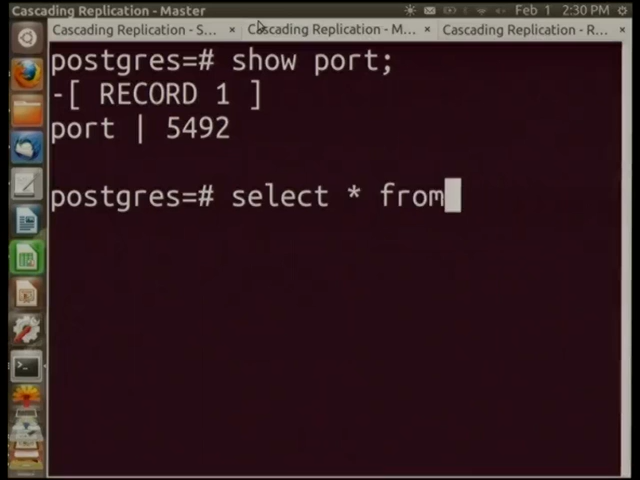 Cascading Replication - Master
Feb 1 2:30 PM
Cascading Replication - S... ×
Cascading Replication - M... ×
Cascading Replication - R... ×
postgres=# show port;
-[ RECORD 1 ]
port | 5492
postgres=# select * from